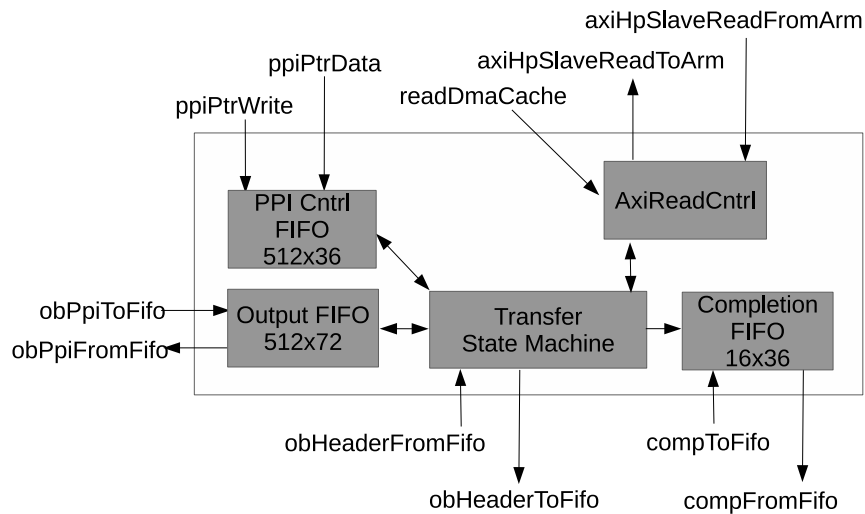 axiHpSlaveReadFromArm
ppiPtrData
axiHpSlaveReadToArm
readDmaCache
ppiPtrWrite
PPI Cntrl
FIFO
512x36
AxiReadCntrl
obPpiToFifo
obPpiFromFifo
Output FIFO
512x72
Transfer
State Machine
Completion
FIFO
16x36
obHeaderFromFifo
compToFifo
obHeaderToFifo
compFromFifo